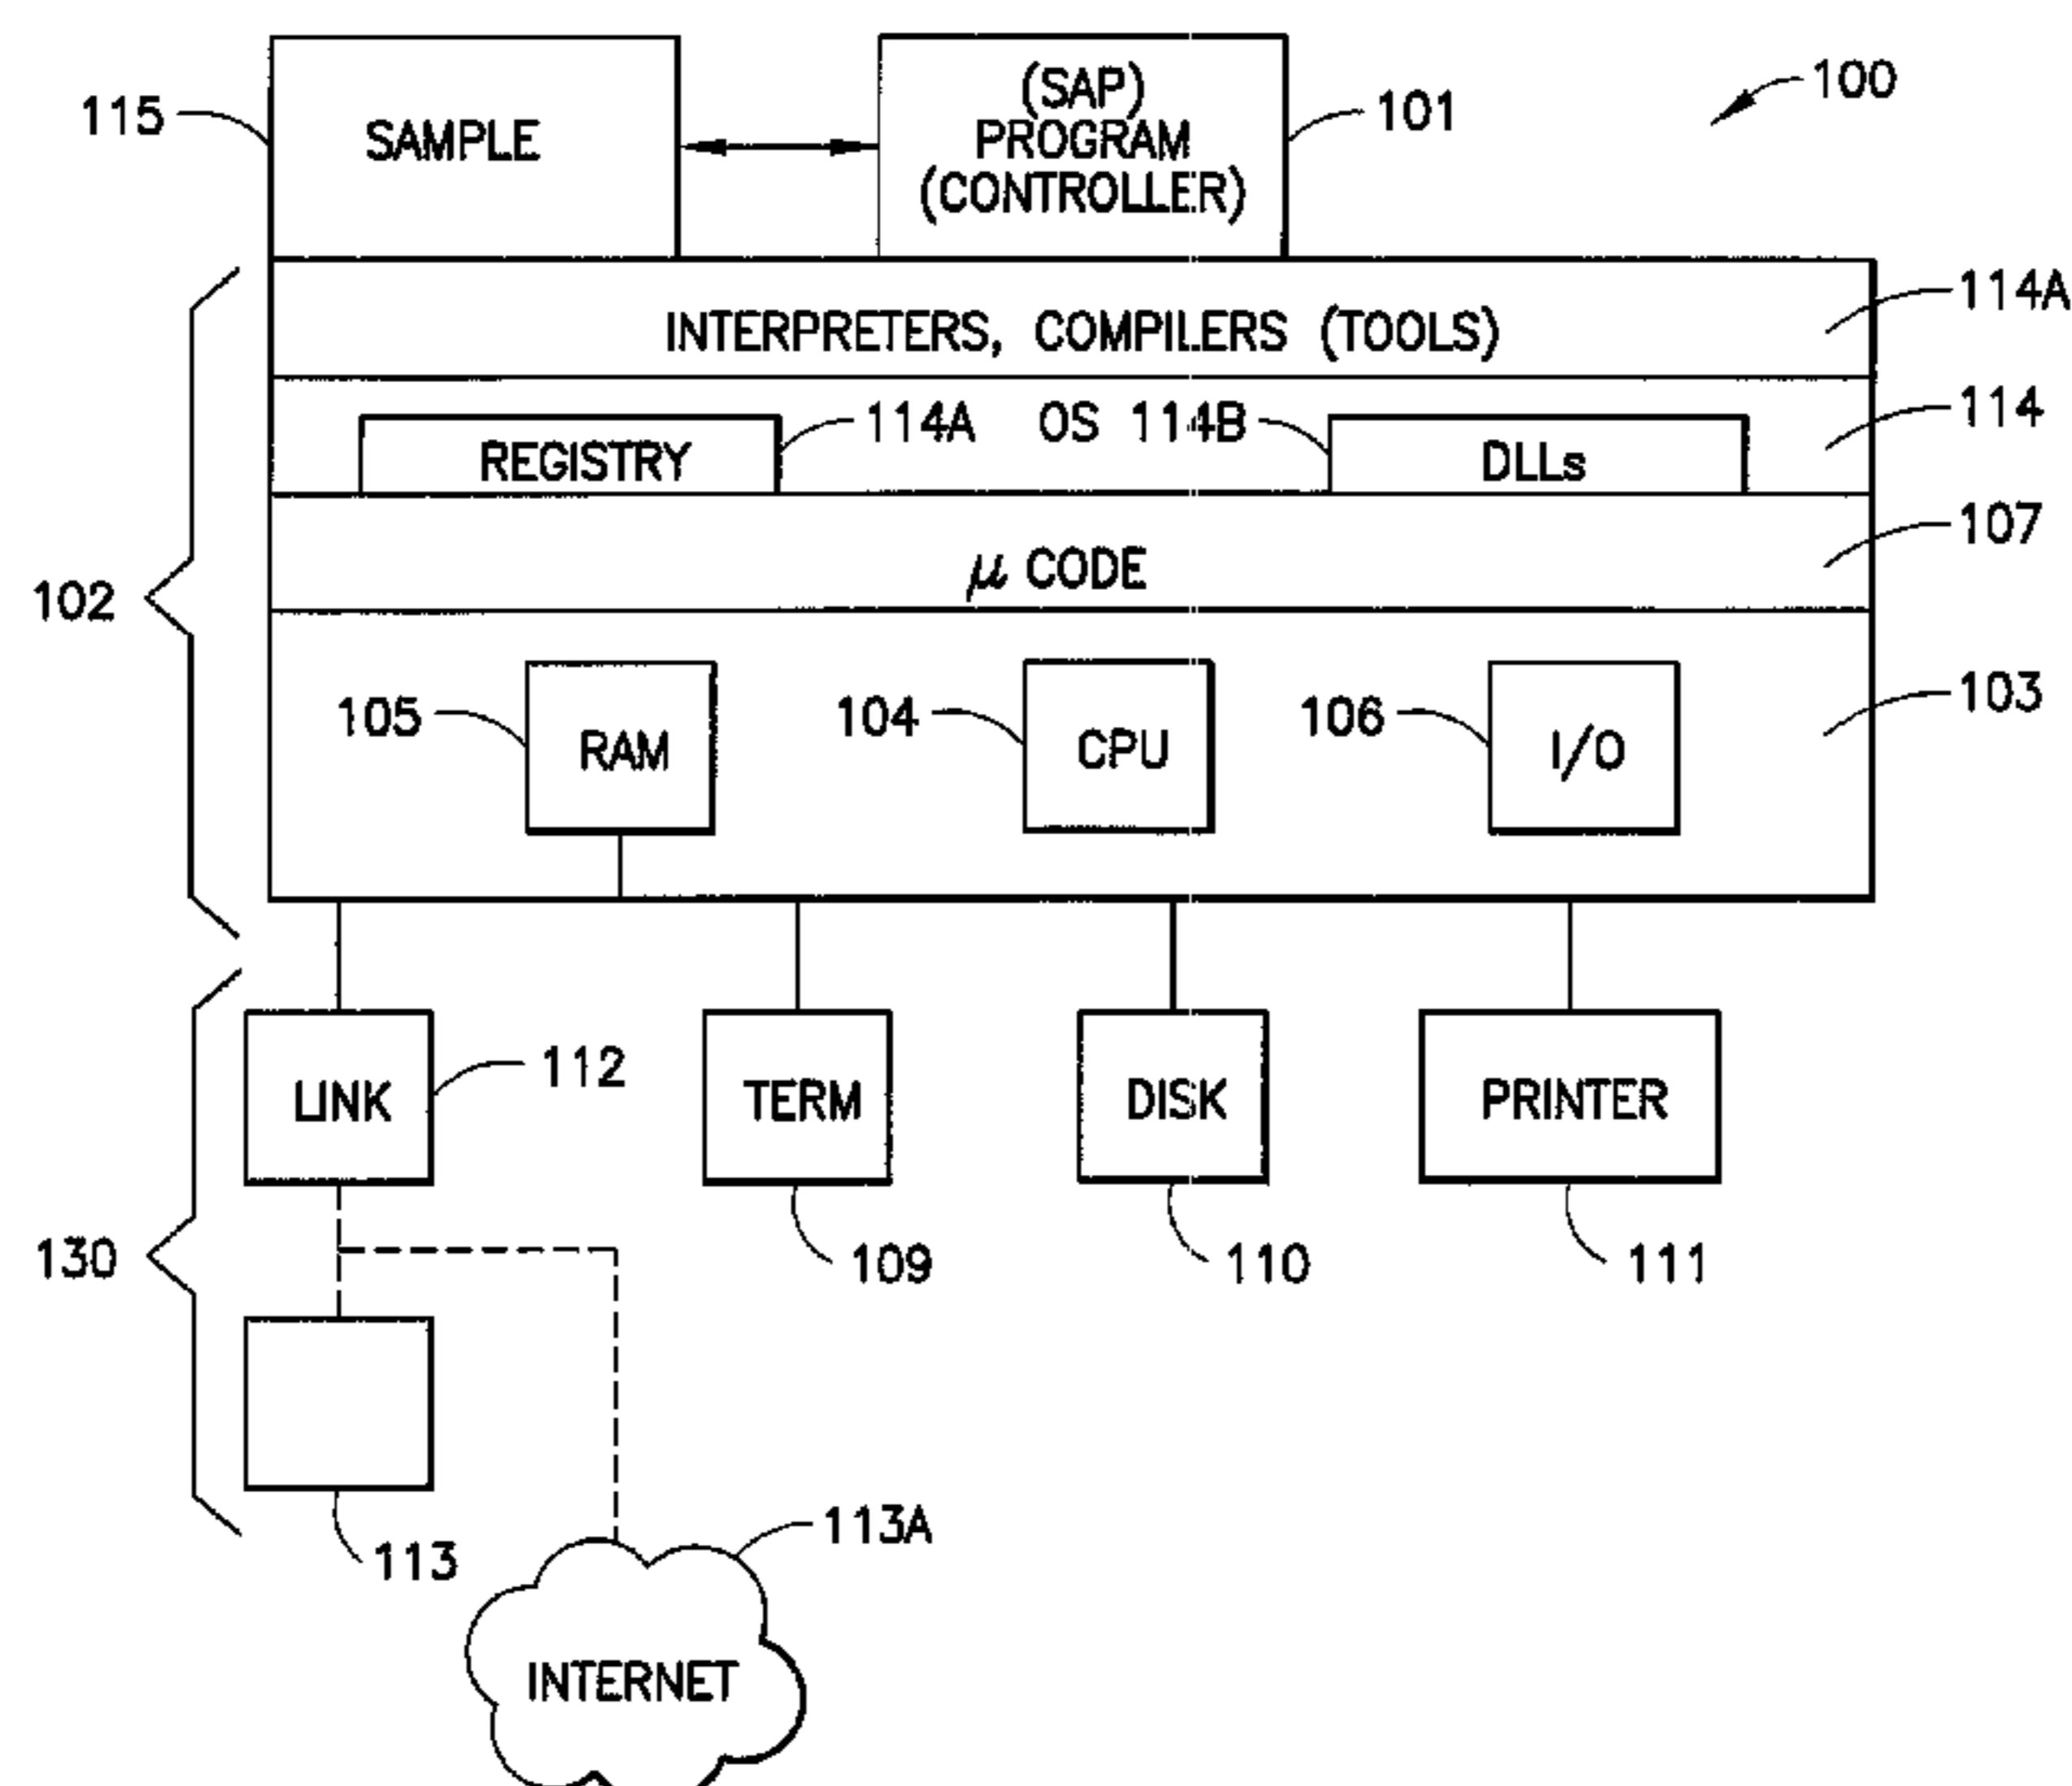 (SAP)
115 SAMPLE PROGRAM 101 100
(CONTROLLER)
INTERPRETERS, COMPILERS (TOOLS) 114A
REGISTRY 114A OS 114B DLLs 114
μ CODE 107
102
105 RAM 104 CPU 106 I/O 103
LINK 112 TERM DISK PRINTER
130 109 110 111
113 113A
INTERNET